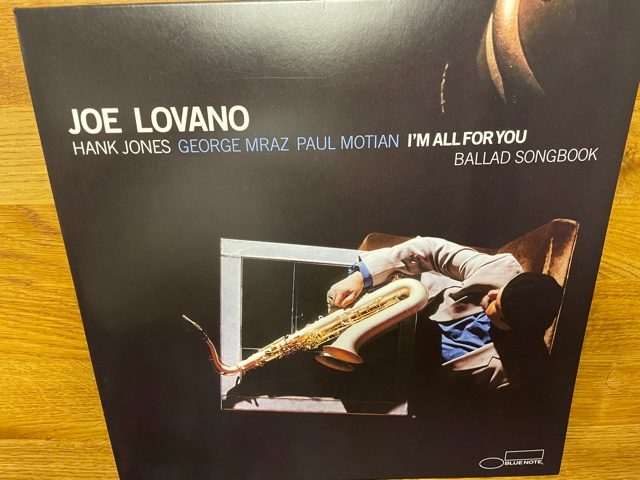 JOE LOVANO
HANK JONES GEORGE MRAZ PAUL MOTIAN I'M ALL FOR YOU
BALLAD SONGBOOK
BLUE NOTE